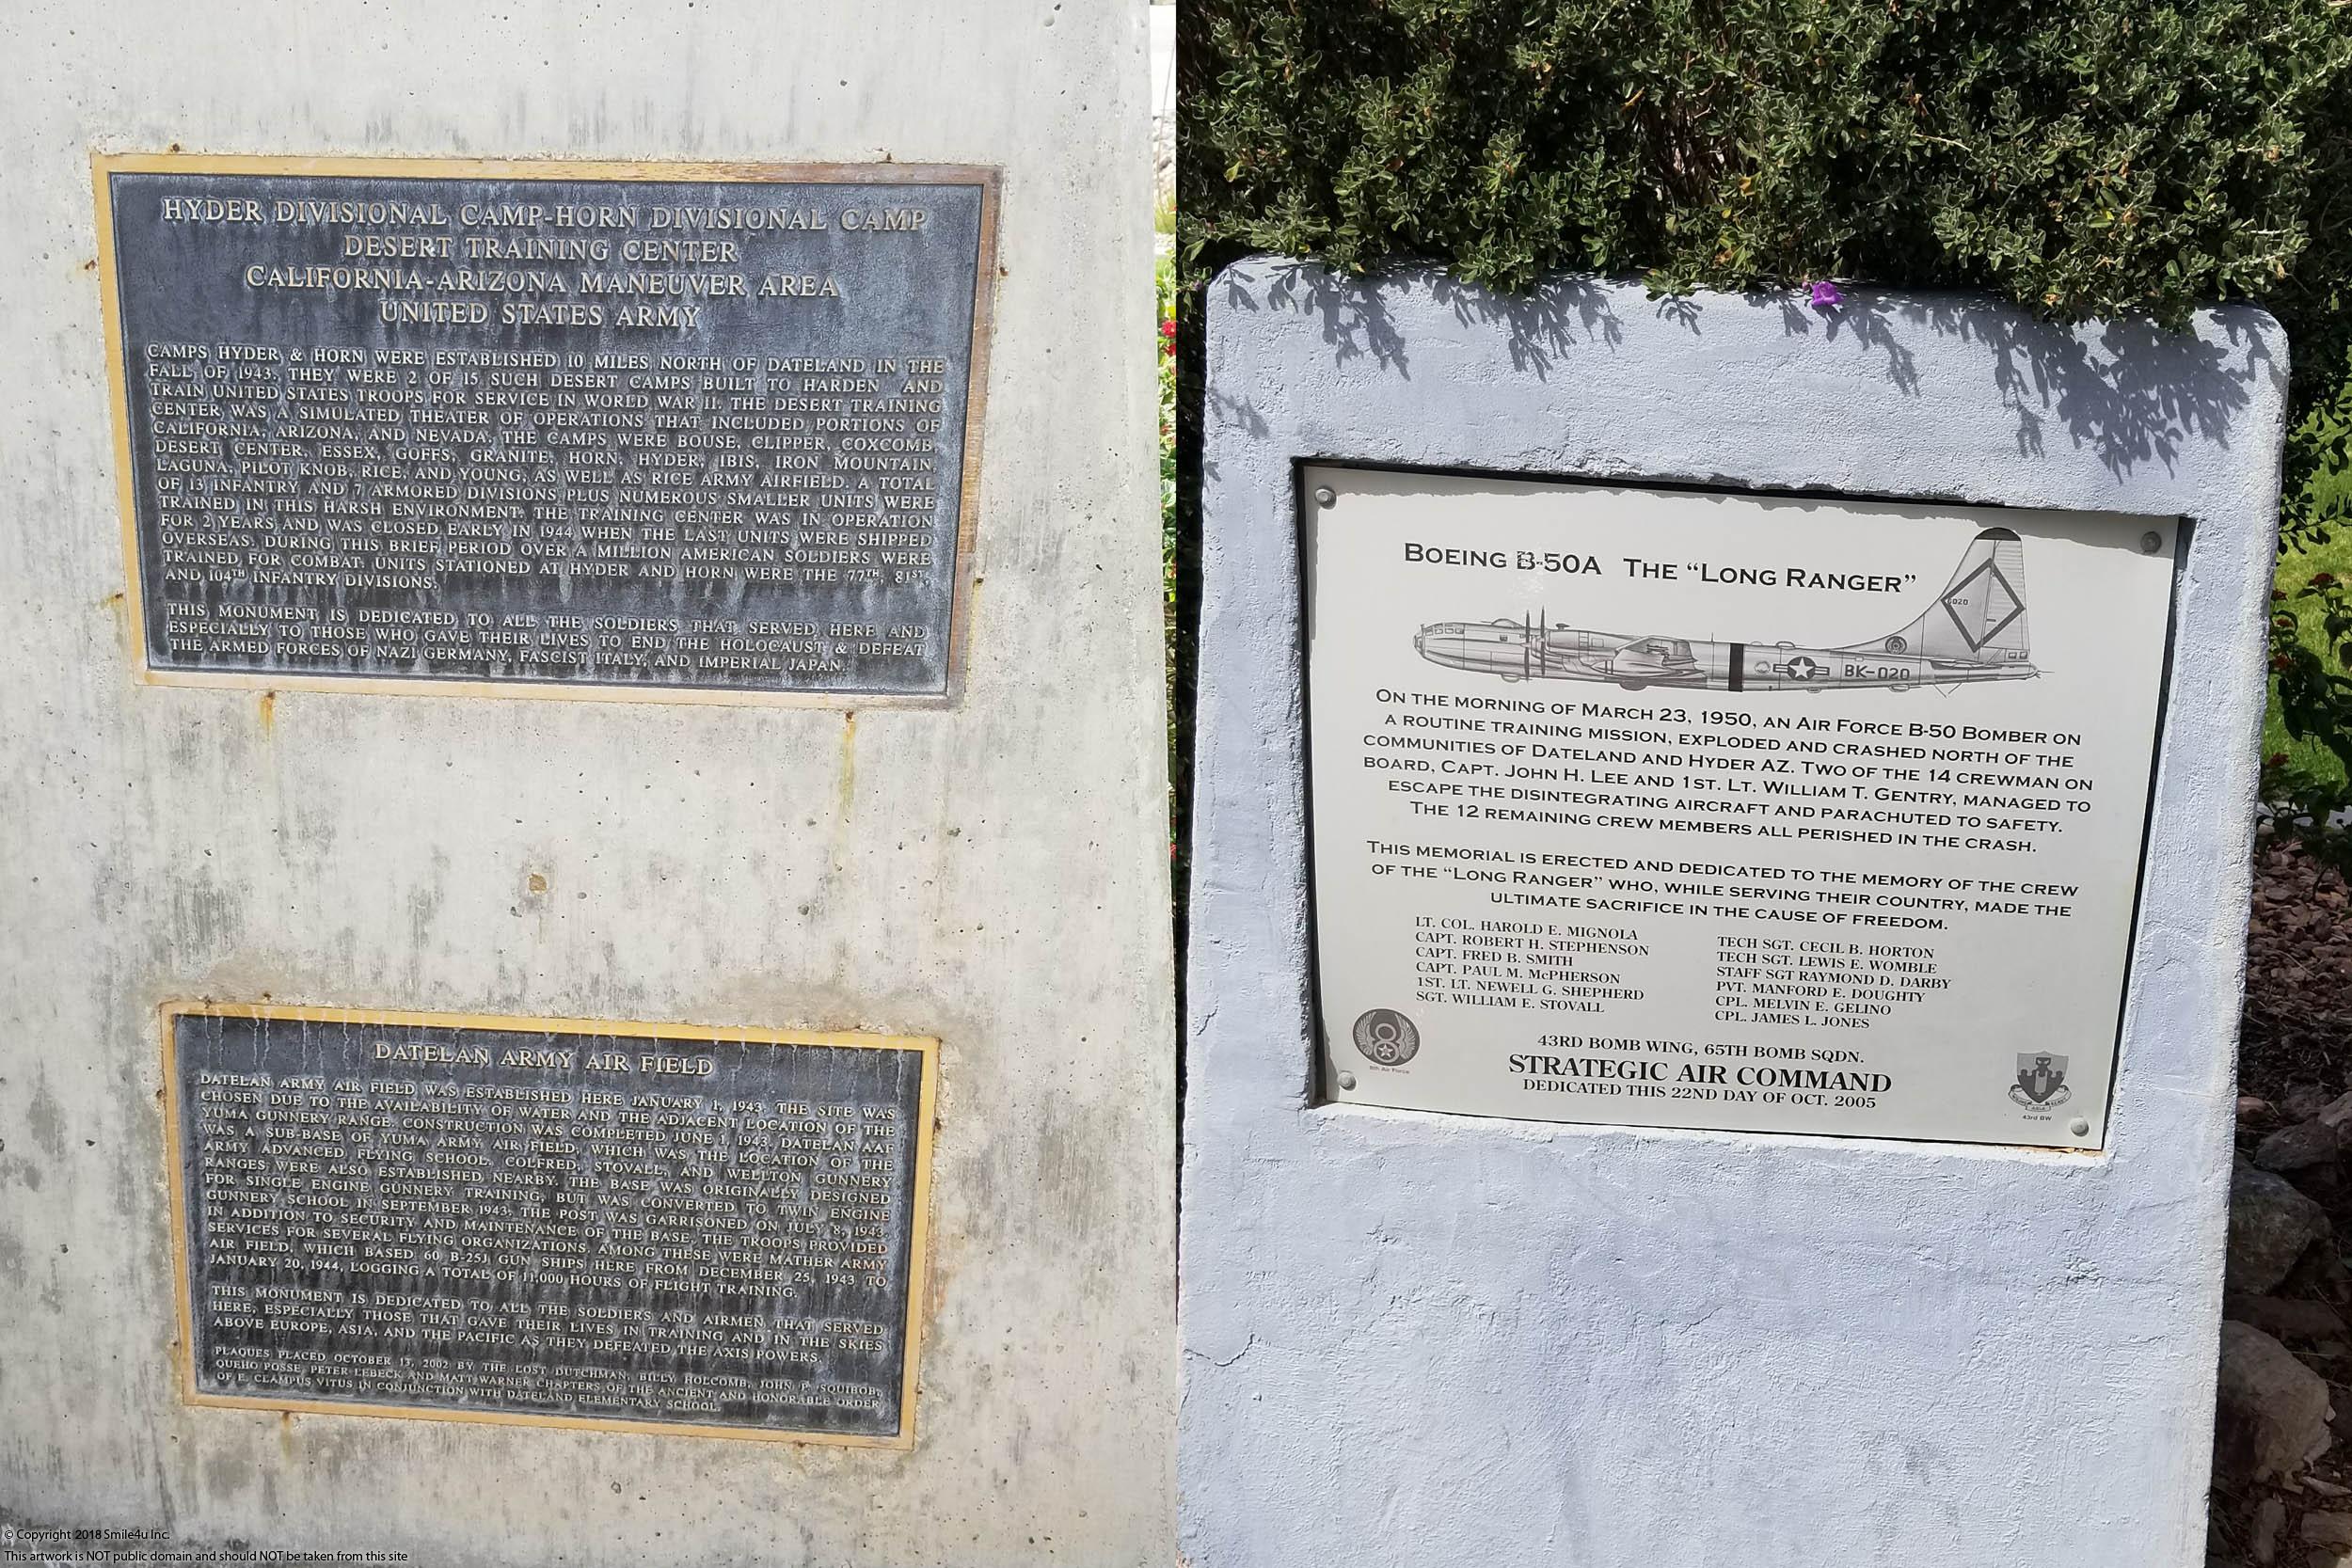 HYDER DIVISIONAL CAMP-HORN DIVISIONAL CAMP
DESERT TRAINING CENTER
CALIFORNIA-ARIZONA MANEUVER AREA
UNITED STATES ARMY
CAMPS HYDER & HORN WERE ESTABLISHED 10 MILES NORTH OF DATELAND IN THE
FALL OF 1943. THEY WERE 2 OF 15 SUCH DESERT CAMPS BUILT TO HARDEN AND
TRAIN UNITED STATES TROOPS FOR SERVICE IN WORLD WAR II. THE DESERT TRAINING
CENTER WAS A SIMULATED THEATER OF OPERATIONS THAT INCLUDED PORTIONS OF
CALIFORNIA, ARIZONA, AND NEVADA. THE CAMPS WERE BOUSE, CLIPPER, COXCOMB,
DESERT CENTER, ESSEX, GOFFS, GRANITE, HORN, HYDER, IBIS, IRON MOUNTAIN,
LAGUNA, PILOT KNOB, RICE, AND YOUNG, AS WELL AS RICE ARMY AIRFIELD. A TOTAL
OF 13 INFANTRY AND 7 ARMORED DIVISIONS PLUS NUMEROUS SMALLER UNITS WERE
TRAINED IN THIS HARSH ENVIRONMENT. THE TRAINING CENTER WAS IN OPERATION
FOR 2 YEARS AND WAS CLOSED EARLY IN 1944 WHEN THE LAST UNITS WERE SHIPPED
OVERSEAS. DURING THIS BRIEF PERIOD OVER A MILLION AMERICAN SOLDIERS WERE
TRAINED FOR COMBAT. UNITS STATIONED AT HYDER AND HORN WERE THE 77TH, 81ST,
AND 104TH INFANTRY DIVISIONS.
THIS MONUMENT IS DEDICATED TO ALL THE SOLDIERS THAT SERVED HERE AND
ESPECIALLY TO THOSE WHO GAVE THEIR LIVES TO END THE HOLOCAUST & DEFEAT
THE ARMED FORCES OF NAZI GERMANY, FASCIST ITALY, AND IMPERIAL JAPAN.
DATELAN ARMY AIR FIELD
DATELAN ARMY AIR FIELD WAS ESTABLISHED HERE JANUARY 1, 1943. THE SITE WAS
CHOSEN DUE TO THE AVAILABILITY OF WATER AND THE ADJACENT LOCATION OF THE
YUMA GUNNERY RANGE. CONSTRUCTION WAS COMPLETED JUNE 1, 1943. DATELAN AAF
WAS A SUB-BASE OF YUMA ARMY AIR FIELD, WHICH WAS THE LOCATION OF THE
ARMY ADVANCED FLYING SCHOOL. COLFRED, STOVALL, AND WELLTON GUNNERY
RANGES WERE ALSO ESTABLISHED NEARBY. THE BASE WAS ORIGINALLY DESIGNED
FOR SINGLE ENGINE GUNNERY TRAINING, BUT WAS CONVERTED TO TWIN ENGINE
GUNNERY SCHOOL IN SEPTEMBER 1943. THE POST WAS GARRISONED ON JULY 8, 1943.
IN ADDITION TO SECURITY AND MAINTENANCE OF THE BASE, THE TROOPS PROVIDED
SERVICES FOR SEVERAL FLYING ORGANIZATIONS. AMONG THESE WERE MATHER ARMY
AIR FIELD, WHICH BASED 60 B-25J GUN SHIPS HERE FROM DECEMBER 25, 1943 TO
JANUARY 20, 1944, LOGGING A TOTAL OF 11,000 HOURS OF FLIGHT TRAINING.
THIS MONUMENT IS DEDICATED TO ALL THE SOLDIERS AND AIRMEN THAT SERVED
HERE, ESPECIALLY THOSE THAT GAVE THEIR LIVES IN TRAINING AND IN THE SKIES
ABOVE EUROPE, ASIA, AND THE PACIFIC AS THEY DEFEATED THE AXIS POWERS.
PLAQUES PLACED OCTOBER 13, 2002 BY THE LOST DUTCHMAN, BILLY HOLCOMB, JOHN P. SQUIBOB,
QUEHO POSSE, PETER LEBECK AND MATT WARNER CHAPTERS OF THE ANCIENT AND HONORABLE ORDER
OF E. CLAMPUS VITUS IN CONJUNCTION WITH DATELAND ELEMENTARY SCHOOL.
© Copyright 2018 Smile4u Inc.
This artwork is NOT public domain and should NOT be taken from this site
BOEING B-50A THE “LONG RANGER”
6020
BK-020
ON THE MORNING OF MARCH 23, 1950, AN AIR FORCE B-50 BOMBER ON
A ROUTINE TRAINING MISSION, EXPLODED AND CRASHED NORTH OF THE
COMMUNITIES OF DATELAND AND HYDER AZ. TWO OF THE 14 CREWMAN ON
BOARD, CAPT. JOHN H. LEE AND 1ST. LT. WILLIAM T. GENTRY, MANAGED TO
ESCAPE THE DISINTEGRATING AIRCRAFT AND PARACHUTED TO SAFETY.
THE 12 REMAINING CREW MEMBERS ALL PERISHED IN THE CRASH.
THIS MEMORIAL IS ERECTED AND DEDICATED TO THE MEMORY OF THE CREW
OF THE “LONG RANGER” WHO, WHILE SERVING THEIR COUNTRY, MADE THE
ULTIMATE SACRIFICE IN THE CAUSE OF FREEDOM.
LT. COL. HAROLD E. MIGNOLA
CAPT. ROBERT H. STEPHENSON
CAPT. FRED B. SMITH
CAPT. PAUL M. McPHERSON
1ST. LT. NEWELL G. SHEPHERD
SGT. WILLIAM E. STOVALL
TECH SGT. CECIL B. HORTON
TECH SGT. LEWIS E. WOMBLE
STAFF SGT RAYMOND D. DARBY
PVT. MANFORD E. DOUGHTY
CPL. MELVIN E. GELINO
CPL. JAMES L. JONES
43RD BOMB WING, 65TH BOMB SQDN.
STRATEGIC AIR COMMAND
DEDICATED THIS 22ND DAY OF OCT. 2005
8th Air Force
43rd BW